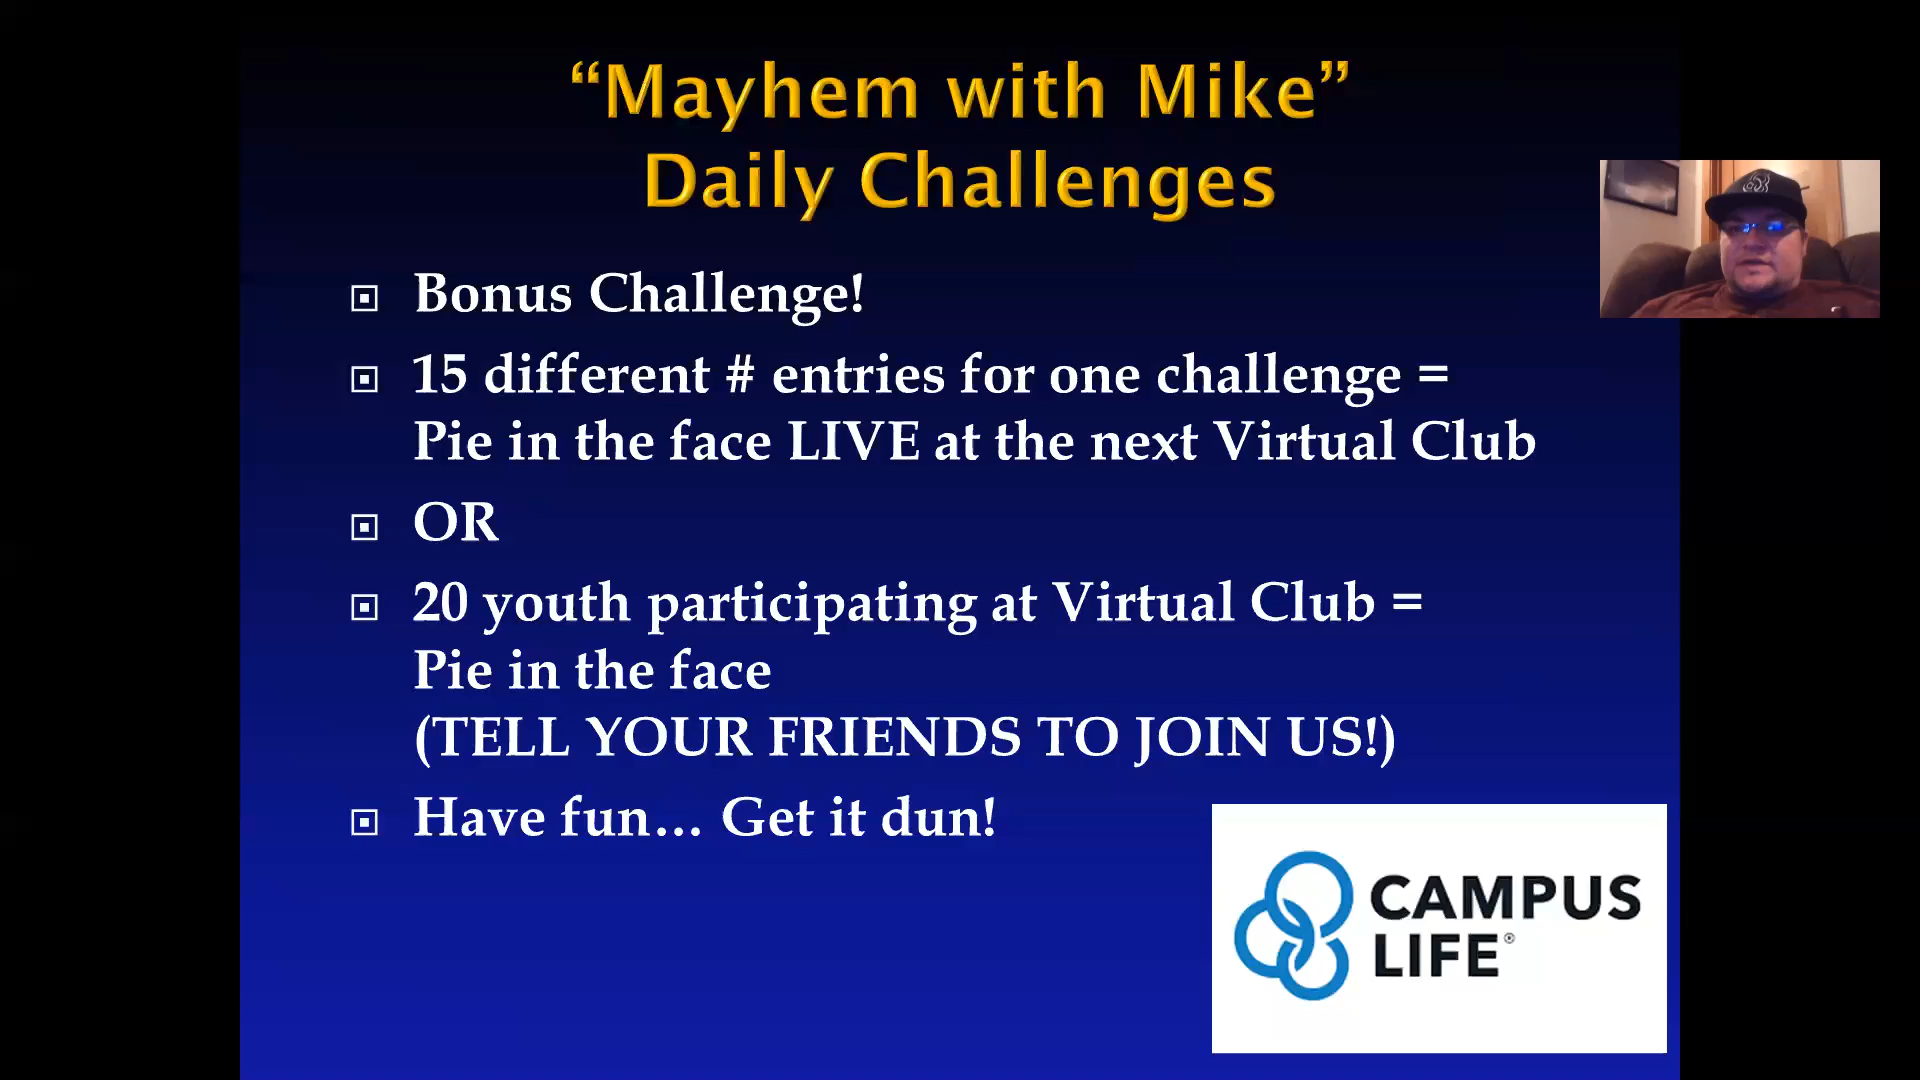 “Mayhem with Mike”
Daily Challenges
Bonus Challenge!
15 different # entries for one challenge =
Pie in the face LIVE at the next Virtual Club
OR
20 youth participating at Virtual Club =
Pie in the face
(TELL YOUR FRIENDS TO JOIN US!)
Have fun… Get it dun!
CAMPUS
LIFE®